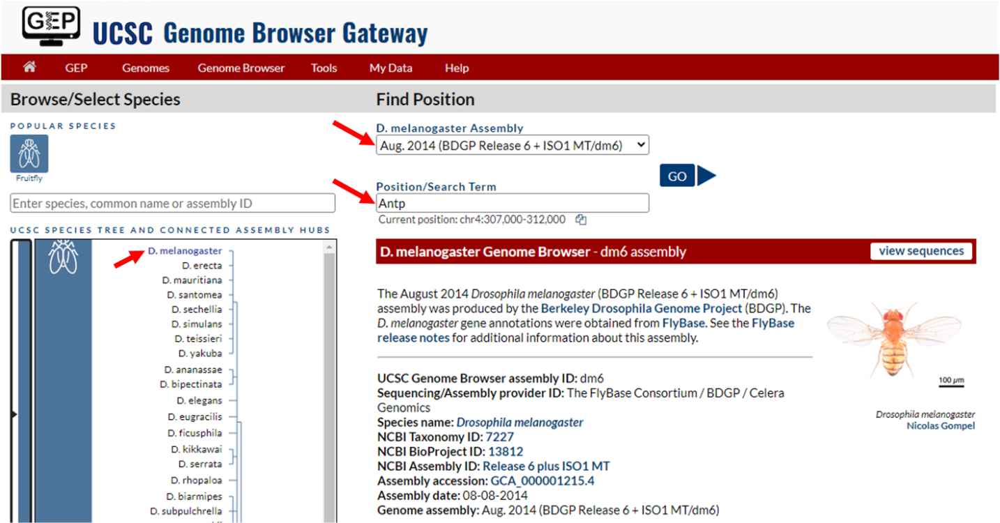 GEP
UCSC Genome Browser Gateway
GEP Genomes Genome Browser Tools My Data Help
Browse/Select Species
POPULAR SPECIES
Fruitfly
Enter species, common name or assembly ID
UCSC SPECIES TREE AND CONNECTED ASSEMBLY HUBS
D. melanogaster
D. erecta
D. mauritiana
D. santomea
D. sechellia
D. simulans
D. teissieri
D. yakuba
D. ananassae
D. bipectinata
D. elegans
D. eugracilis
D. ficusphila
D. kikkawai
D. serrata
D. rhopaloa
D. biarmipes
D. subpulchrella
Find Position
D. melanogaster Assembly
Aug. 2014 (BDGP Release 6 + ISO1 MT/dm6)
GO
Position/Search Term
Antp
Current position: chr4:307,000-312,000
D. melanogaster Genome Browser - dm6 assembly
view sequences
The August 2014 Drosophila melanogaster (BDGP Release 6 + ISO1 MT/dm6)
assembly was produced by the Berkeley Drosophila Genome Project (BDGP). The
D. melanogaster gene annotations were obtained from FlyBase. See the FlyBase
release notes for additional information about this assembly.
100 μm
Drosophila melanogaster
Nicolas Gompel
UCSC Genome Browser assembly ID: dm6
Sequencing/Assembly provider ID: The FlyBase Consortium / BDGP / Celera
Genomics
Species name: Drosophila melanogaster
NCBI Taxonomy ID: 7227
NCBI BioProject ID: 13812
NCBI Assembly ID: Release 6 plus ISO1 MT
Assembly accession: GCA_000001215.4
Assembly date: 08-08-2014
Genome assembly: Aug. 2014 (BDGP Release 6 + ISO1 MT/dm6)